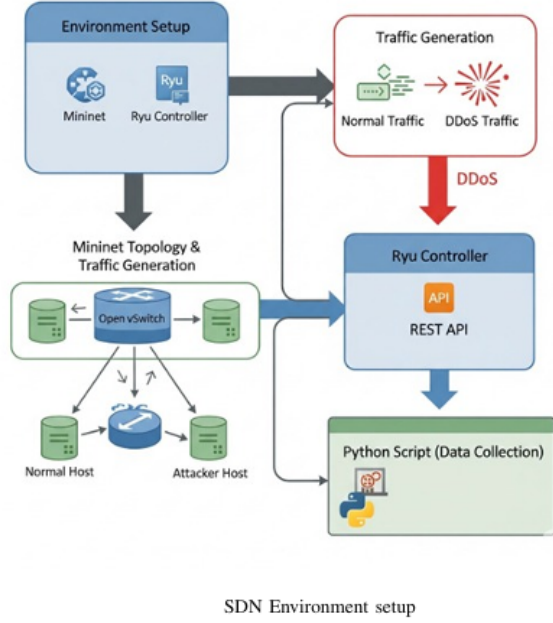 Environment Setup
Ryu
Mininet
Ryu Controller
Traffic Generation
Normal Traffic
DDoS Traffic
DDoS
Mininet Topology &
Traffic Generation
Open vSwitch
Normal Host
Attacker Host
Ryu Controller
API
REST API
Python Script (Data Collection)
SDN Environment setup